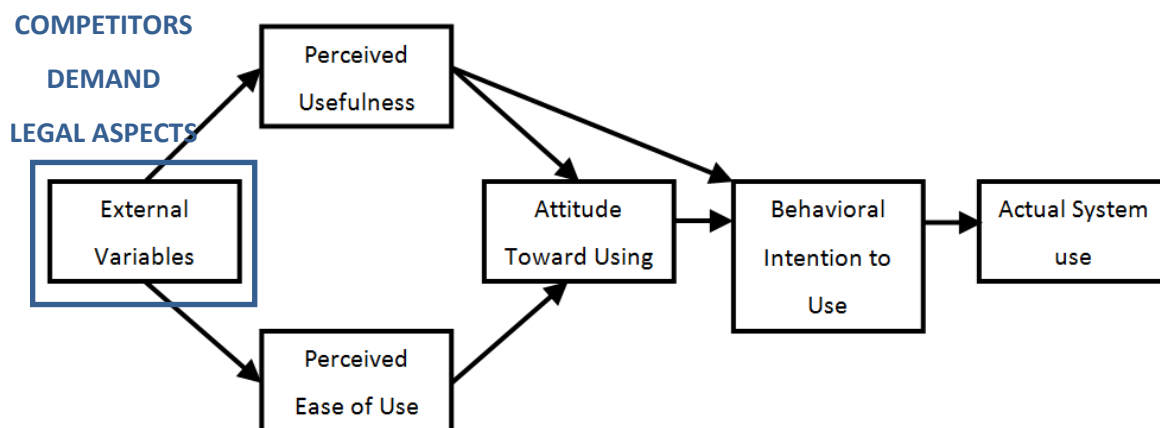 COMPETITORS
DEMAND
LEGAL ASPECTS
Perceived
Usefulness
External
Variables
Attitude
Toward Using
Behavioral
Intention to
Use
Actual System
use
Perceived
Ease of Use